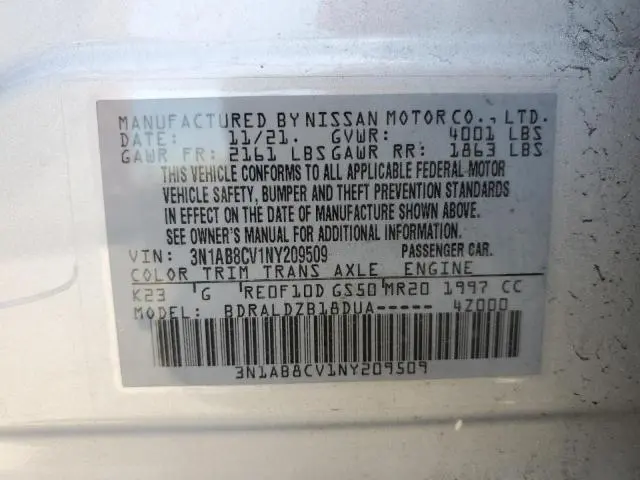 MANUFACTURED BY NISSAN MOTOR CO., LTD.
DATE: 11/21. GVWR: 4001 LBS
GAWR FR: 2161 LBS GAWR RR: 1863 LBS
THIS VEHICLE CONFORMS TO ALL APPLICABLE FEDERAL MOTOR
VEHICLE SAFETY, BUMPER AND THEFT PREVENTION STANDARDS
IN EFFECT ON THE DATE OF MANUFACTURE SHOWN ABOVE.
SEE OWNER'S MANUAL FOR ADDITIONAL INFORMATION.
VIN: 3N1AB8CV1NY209509 PASSENGER CAR.
COLOR TRIM TRANS AXLE ENGINE
K23 G RE0F10D GS50 MR20 1997 CC
MODEL: BDRALDZB18DUA----- 4Z000
3N1AB8CV1NY209509